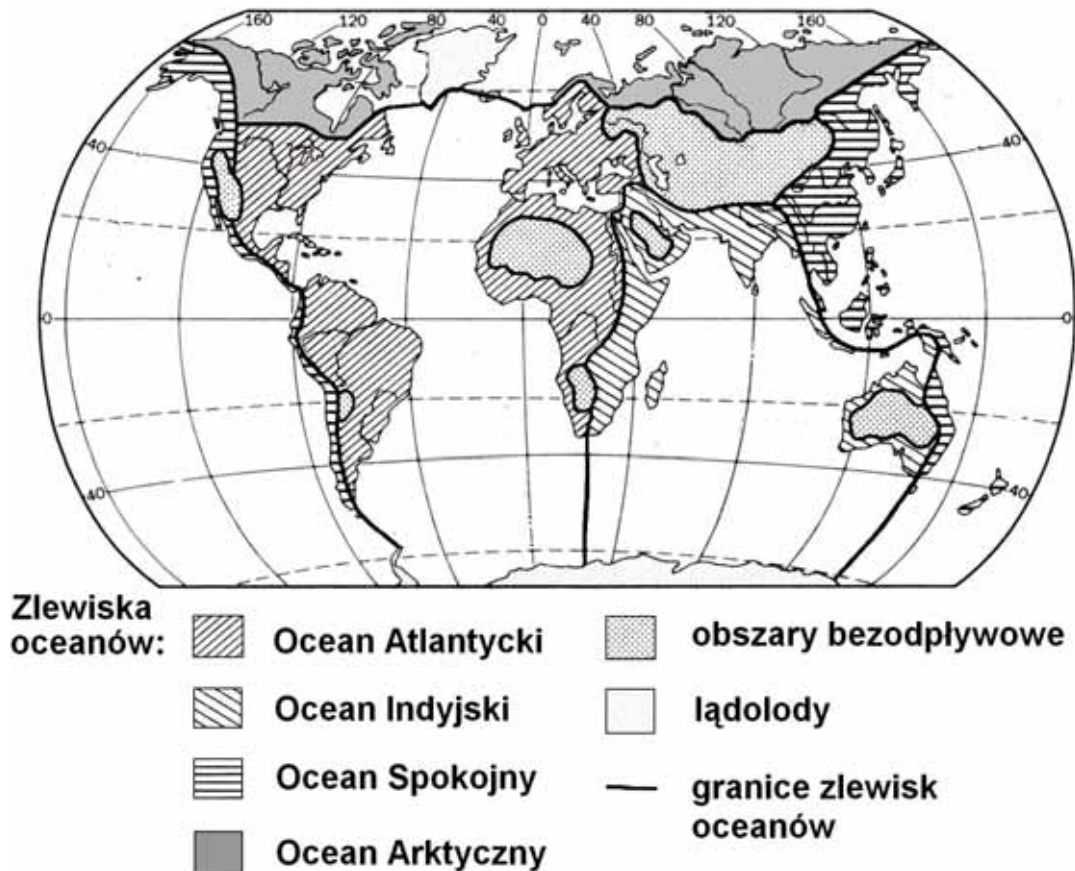 160 120 80 40 0 40 80 120 160
40 40
0 0
40 40
Zlewiska
oceanów:
Ocean Atlantycki
Ocean Indyjski
Ocean Spokojny
Ocean Arktyczny
obszary bezodpływowe
lądolody
granice zlewisk
oceanów